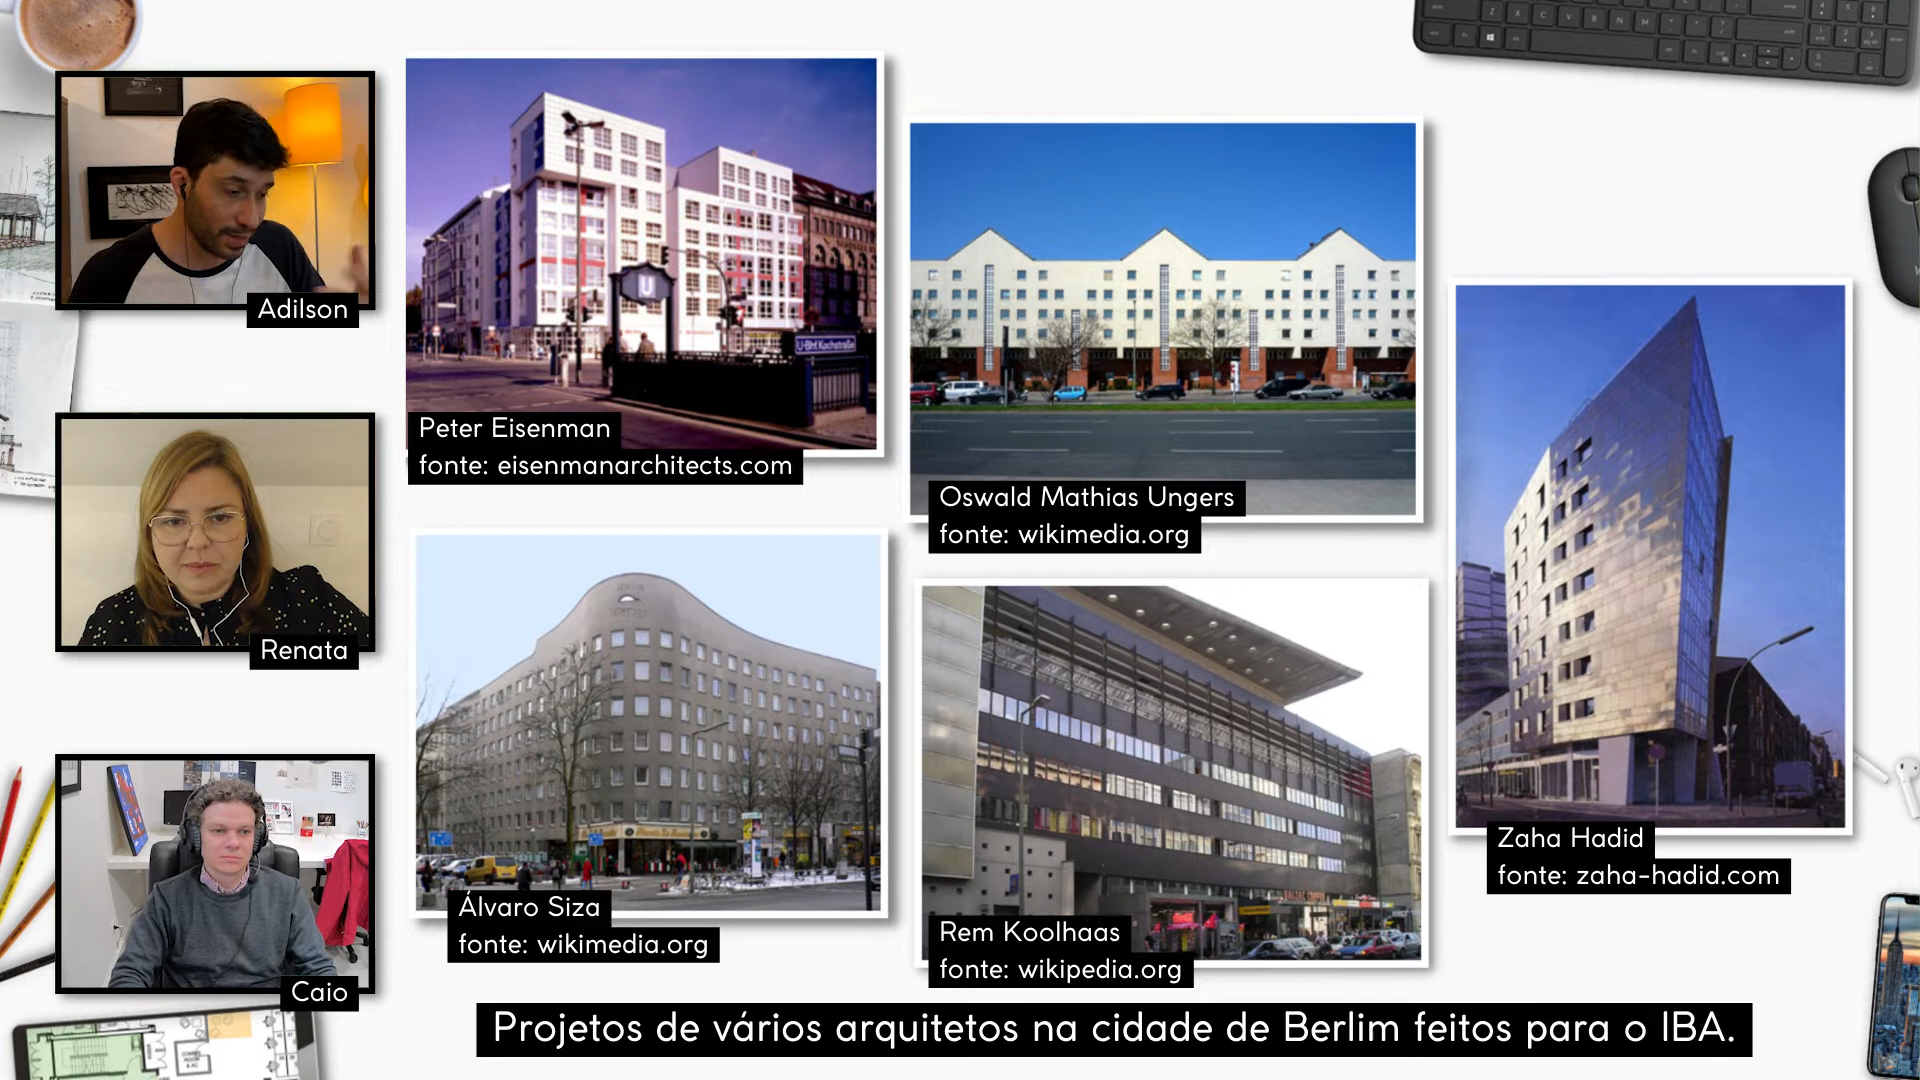 Adilson
Renata
Caio
U
U-Bhf Kochstraße
Peter Eisenman
fonte: eisenmanarchitects.com
Oswald Mathias Ungers
fonte: wikimedia.org
Álvaro Siza
fonte: wikimedia.org
Rem Koolhaas
fonte: wikipedia.org
Zaha Hadid
fonte: zaha-hadid.com
Projetos de vários arquitetos na cidade de Berlim feitos para o IBA.